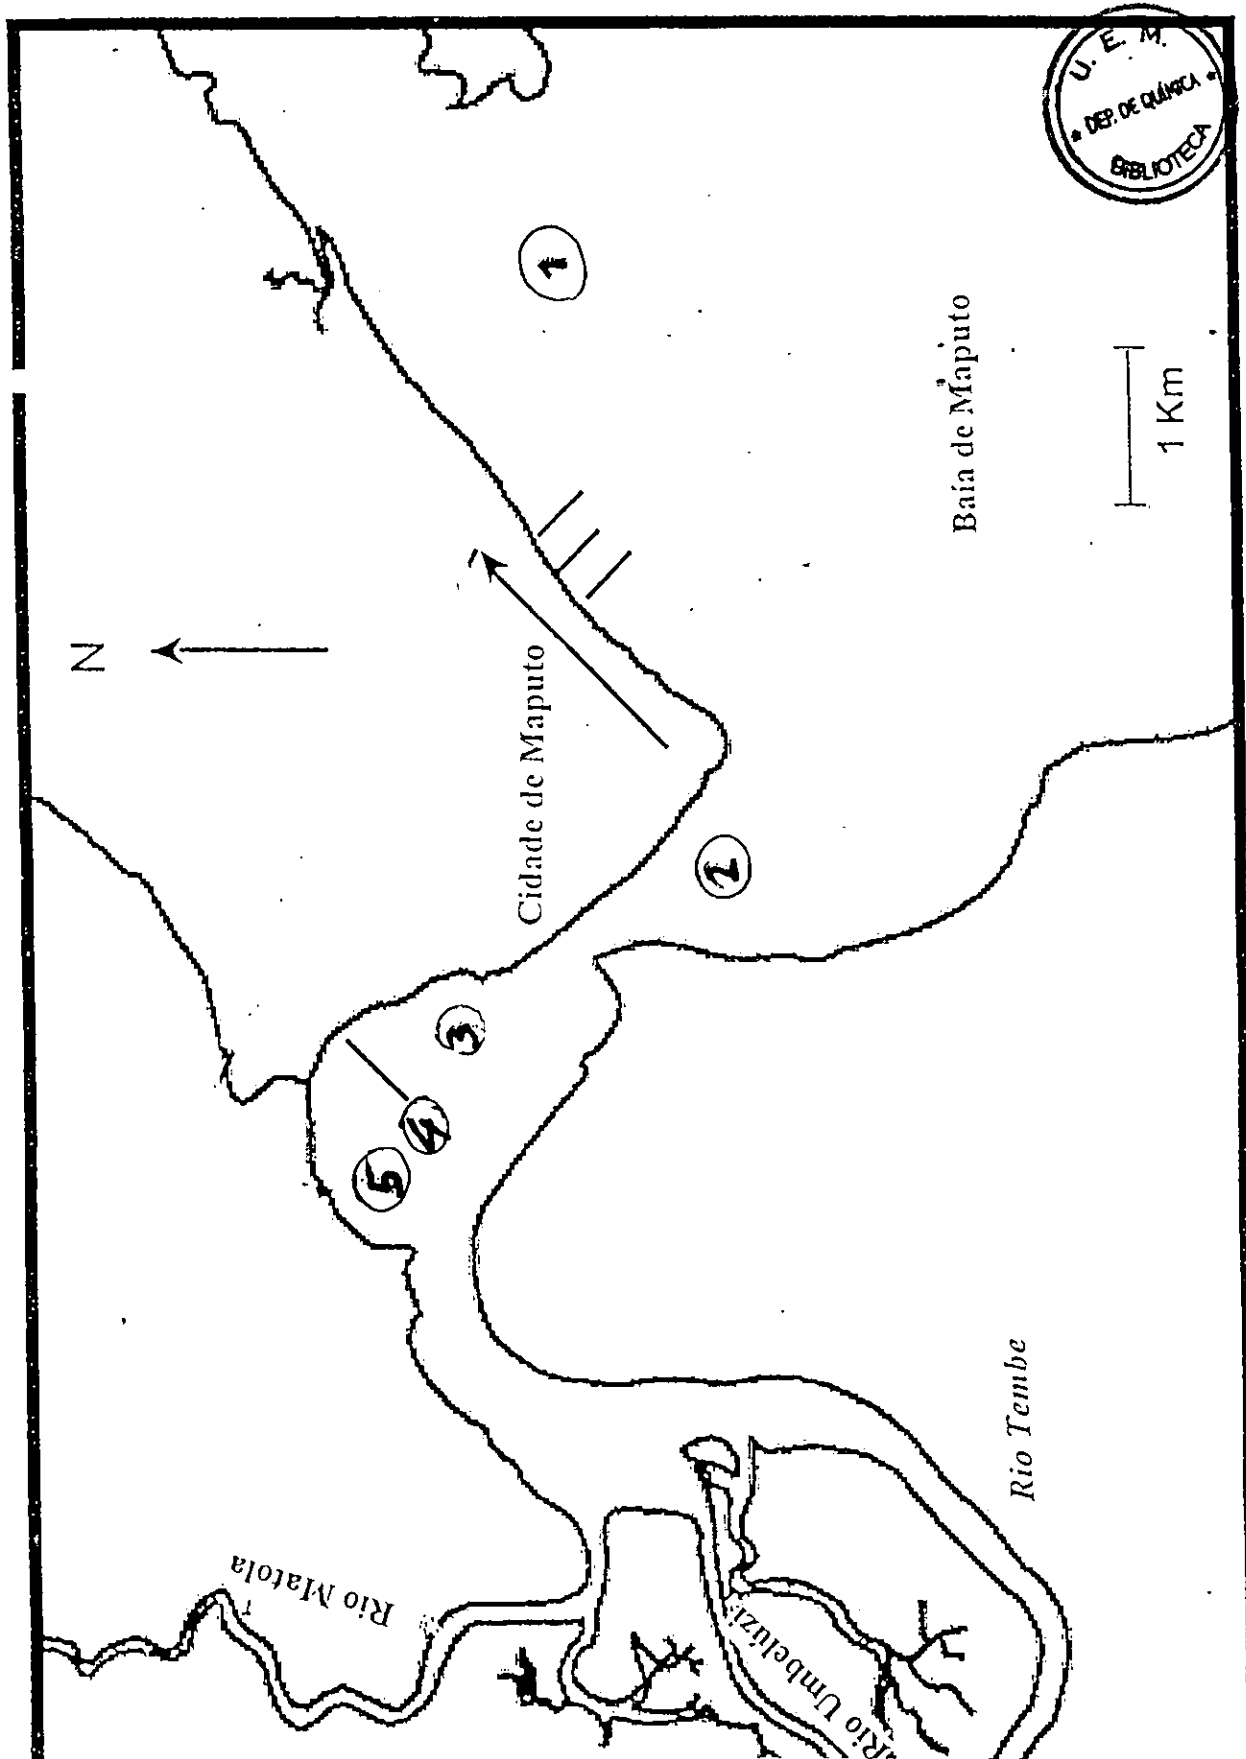 U. E. M.
* DEP. DE QUÍMICA *
BIBLIOTECA
1
Baía de Maputo
1 Km
N
Cidade de Maputo
2
3
4
5
Rio Tembe
Rio Matola
Rio Umbelúzi